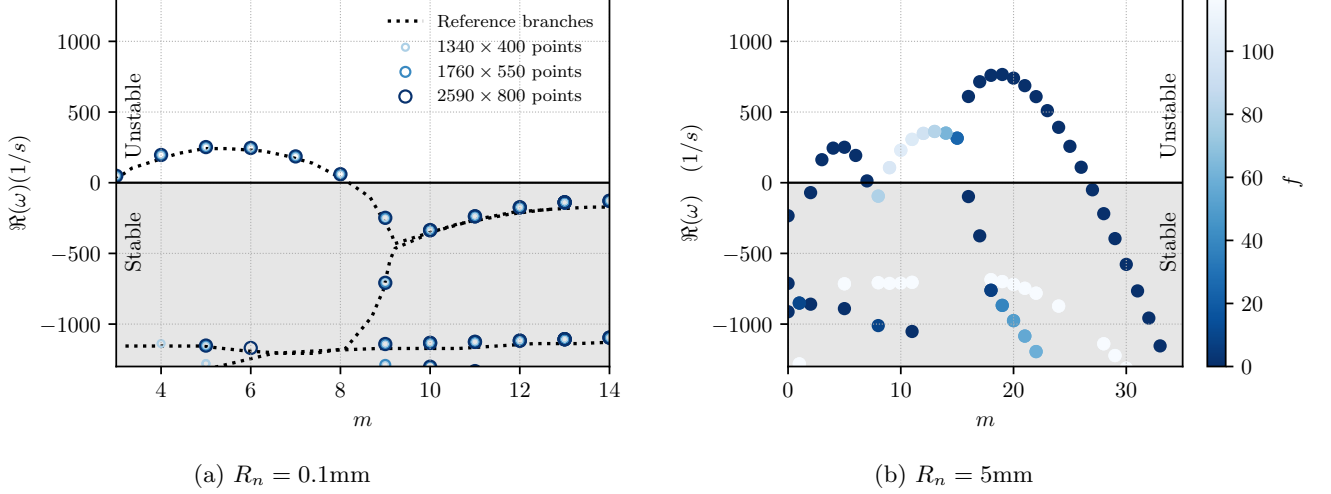 1000
500
0
−500
−1000
ℜ(ω)(1/s)
Unstable
Stable
Reference branches
1340 × 400 points
1760 × 550 points
2590 × 800 points
4 6 8 10 12 14
m
(a) Rₙ = 0.1mm
1000
500
0
−500
−1000
ℜ(ω) (1/s)
Unstable
Stable
0 10 20 30
m
100
80
60
40
20
0
f
(b) Rₙ = 5mm